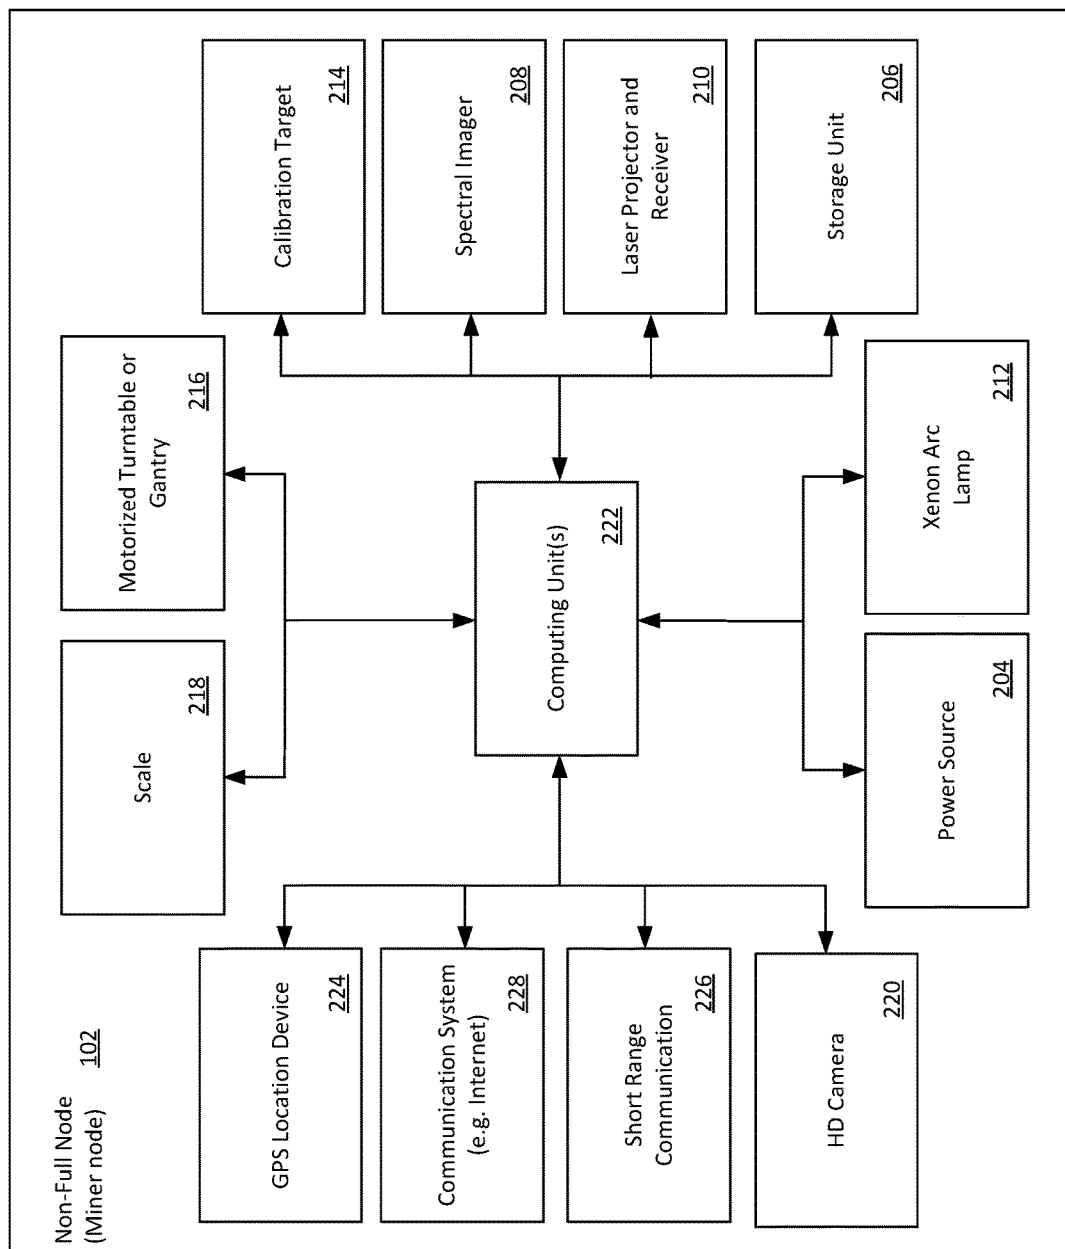 Non-Full Node
(Miner node)
102
GPS Location Device
224
Communication System
(e.g. Internet)
228
Short Range
Communication
226
HD Camera
220
Scale
218
Motorized Turntable or
Gantry
216
Computing Unit(s)
222
Power Source
204
Xenon Arc
Lamp
212
Calibration Target
214
Spectral Imager
208
Laser Projector and
Receiver
210
Storage Unit
206